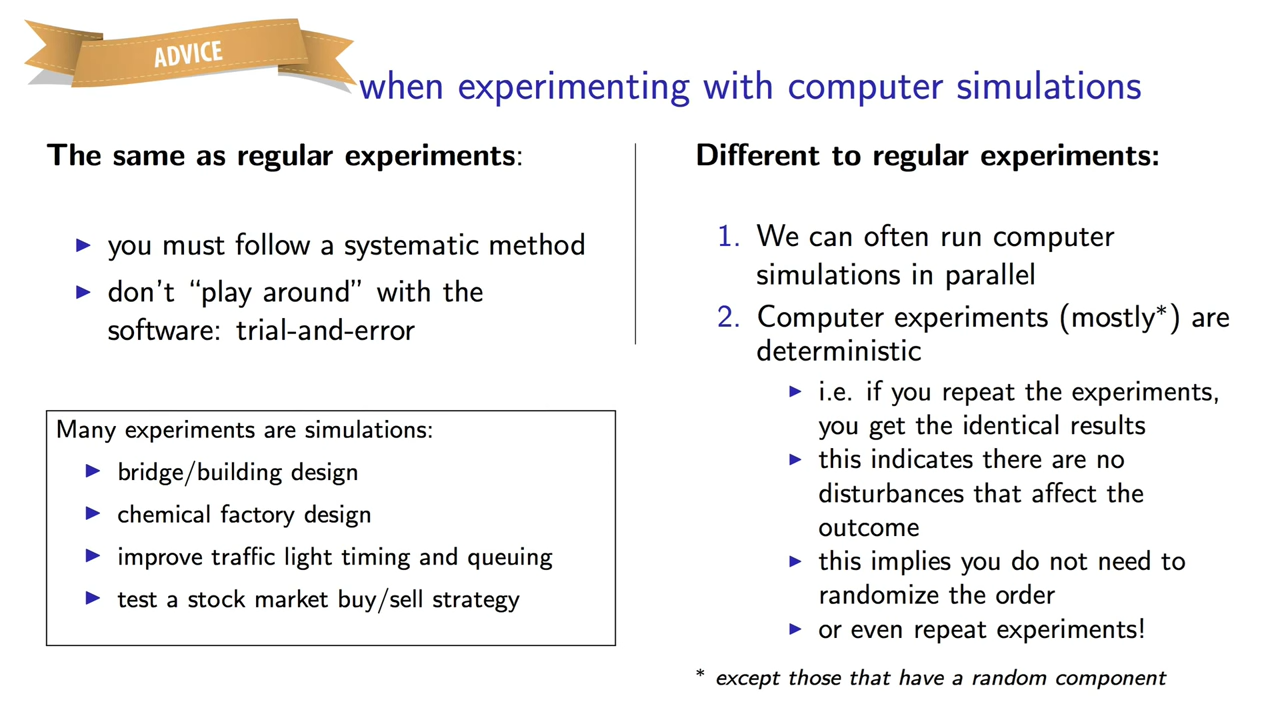 ADVICE
when experimenting with computer simulations
The same as regular experiments:
► you must follow a systematic method
► don't “play around” with the
software: trial-and-error
Many experiments are simulations:
► bridge/building design
► chemical factory design
► improve traffic light timing and queuing
► test a stock market buy/sell strategy
Different to regular experiments:
1. We can often run computer
simulations in parallel
2. Computer experiments (mostly*) are
deterministic
► i.e. if you repeat the experiments,
you get the identical results
► this indicates there are no
disturbances that affect the
outcome
► this implies you do not need to
randomize the order
► or even repeat experiments!
* except those that have a random component